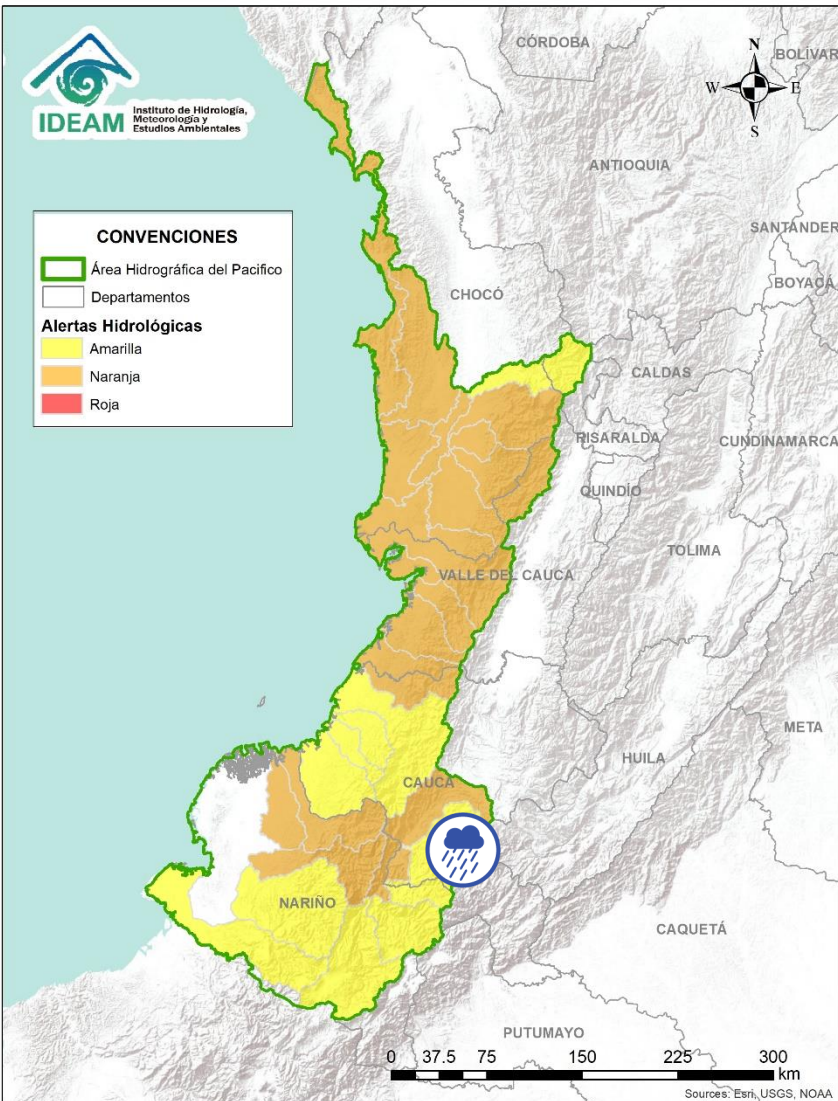 IDEAM
Instituto de Hidrología,
Meteorología y
Estudios Ambientales
CÓRDOBA
BOLÍVAR
N
W
E
S
ANTIOQUIA
SANTANDER
BOYACÁ
CONVENCIONES
Área Hidrográfica del Pacifico
Departamentos
Alertas Hidrológicas
Amarilla
Naranja
Roja
CHOCÓ
CALDAS
RISARALDA
CUNDINAMARCA
QUINDÍO
TOLIMA
VALLE DEL CAUCA
META
HUILA
CAUCA
NARIÑO
CAQUETÁ
PUTUMAYO
0 37.5 75 150 225 300
km
Sources: Esri, USGS, NOAA